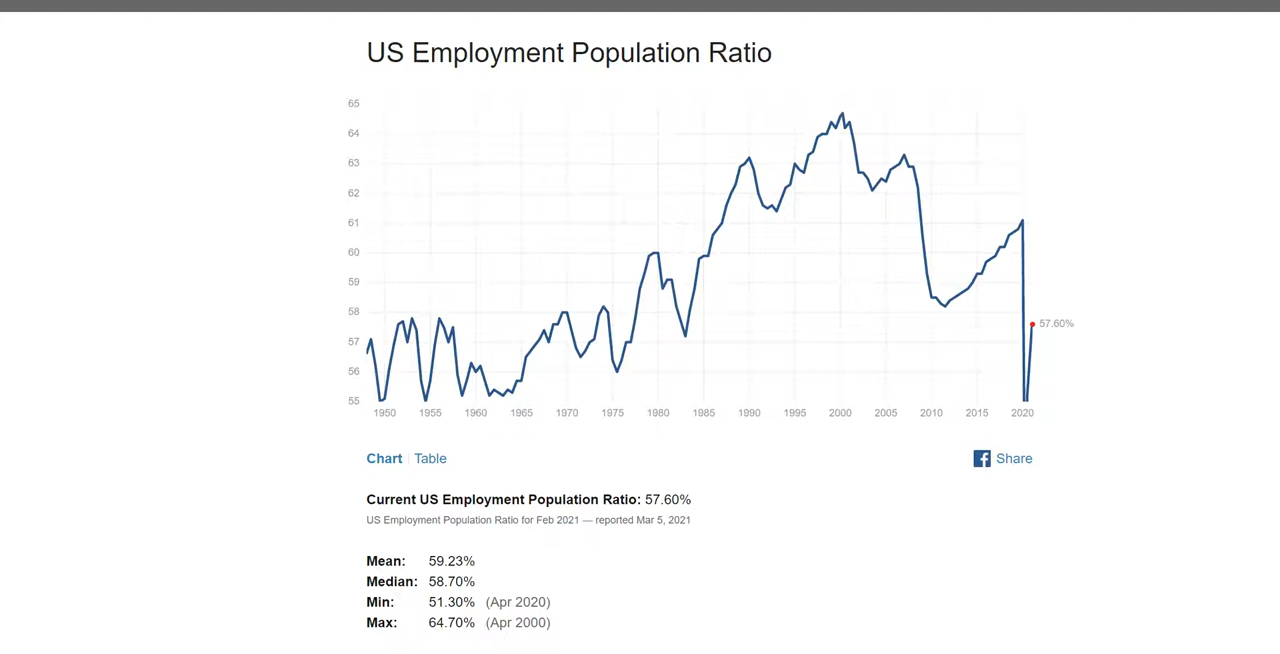 US Employment Population Ratio
65
64
63
62
61
60
59
58
57
56
55
57.60%
1950 1955 1960 1965 1970 1975 1980 1985 1990 1995 2000 2005 2010 2015 2020
Chart | Table
Share
Current US Employment Population Ratio: 57.60%
US Employment Population Ratio for Feb 2021 — reported Mar 5, 2021
Mean: 59.23%
Median: 58.70%
Min: 51.30% (Apr 2020)
Max: 64.70% (Apr 2000)